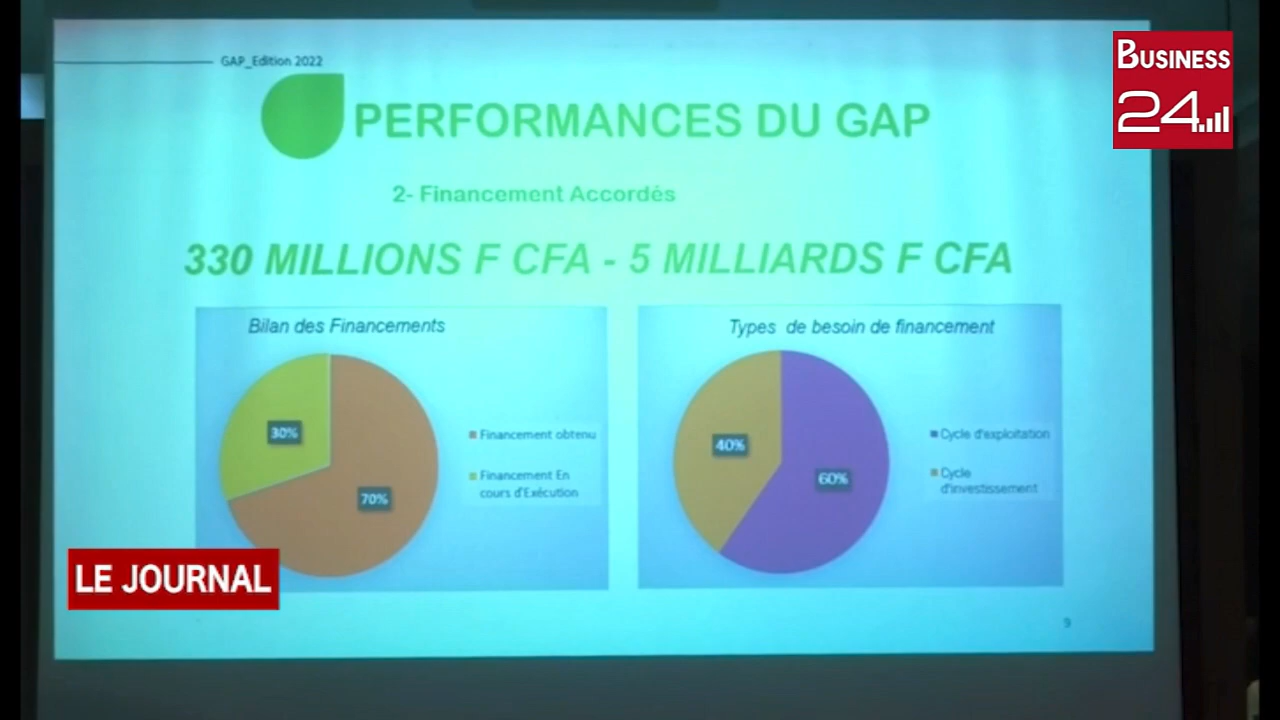 GAP_Edition 2022
BUSINESS
24
PERFORMANCES DU GAP
2- Financement Accordés
330 MILLIONS F CFA - 5 MILLIARDS F CFA
Bilan des Financements
30%
70%
Financement obtenu
Financement En
cours d'Exécution
Types de besoin de financement
40%
60%
Cycle d'exploitation
Cycle
d'investissement
LE JOURNAL
9